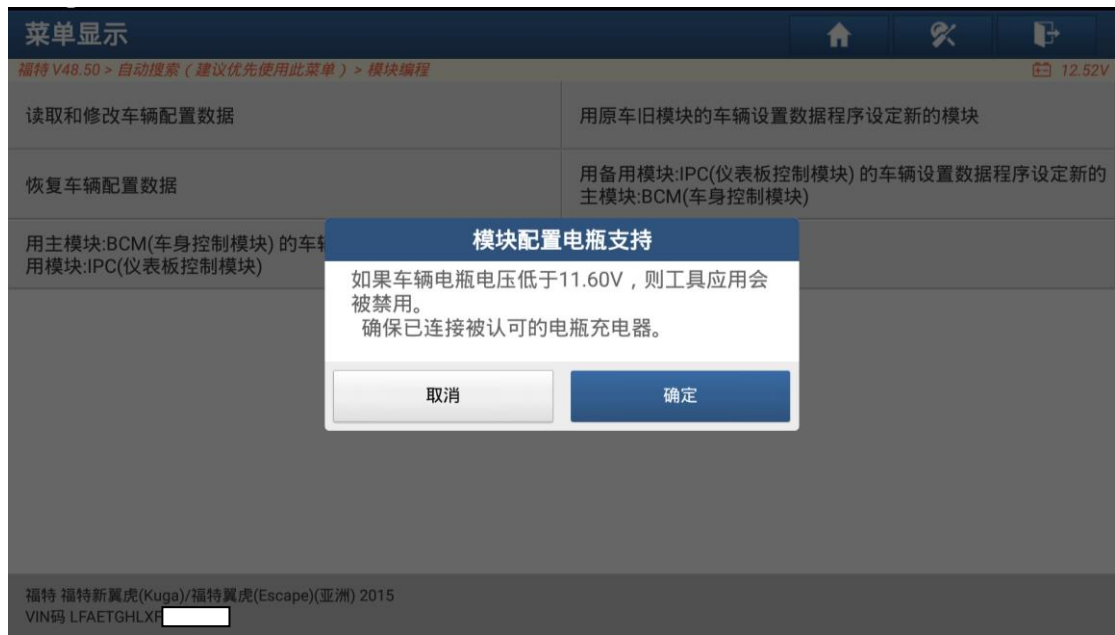 菜单显示
福特 V48.50 > 自动搜索（建议优先使用此菜单）> 模块编程
12.52V
读取和修改车辆配置数据
用原车旧模块的车辆设置数据程序设定新的模块
恢复车辆配置数据
用备用模块:IPC(仪表板控制模块) 的车辆设置数据程序设定新的
主模块:BCM(车身控制模块)
用主模块:BCM(车身控制模块) 的车
用模块:IPC(仪表板控制模块)
模块配置电瓶支持
如果车辆电瓶电压低于11.60V，则工具应用会
被禁用。
确保已连接被认可的电瓶充电器。
取消
确定
福特 福特新翼虎(Kuga)/福特翼虎(Escape)(亚洲) 2015
VIN码 LFAETGHLXF